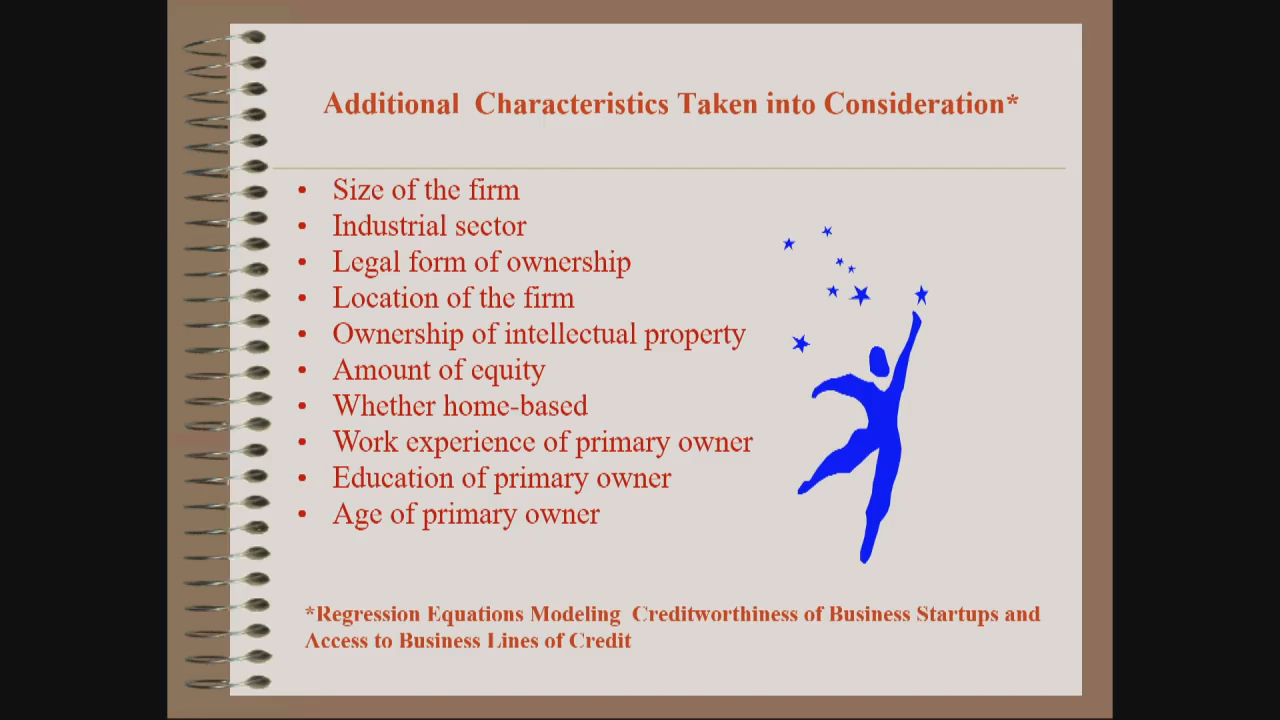 Additional Characteristics Taken into Consideration*
• Size of the firm
• Industrial sector
• Legal form of ownership
• Location of the firm
• Ownership of intellectual property
• Amount of equity
• Whether home-based
• Work experience of primary owner
• Education of primary owner
• Age of primary owner
*Regression Equations Modeling Creditworthiness of Business Startups and
Access to Business Lines of Credit